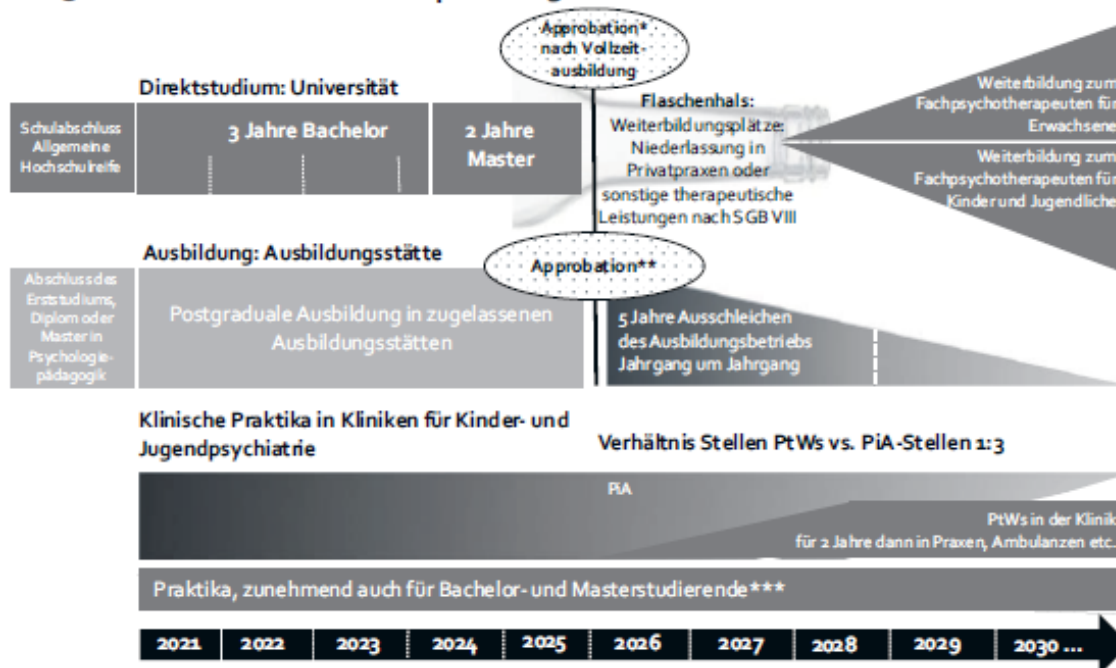 Approbation*
nach Vollzeit-
ausbildung
Direktstudium: Universität
Schulabschluss
Allgemeine
Hochschulreife
3 Jahre Bachelor
2 Jahre
Master
Flaschenhals:
Weiterbildungsplätze:
Niederlassung in
Privatpraxen oder
sonstige therapeutische
Leistungen nach SGB VIII
Weiterbildung zum
Fachpsychotherapeuten für
Erwachsene
Weiterbildung zum
Fachpsychotherapeuten für
Kinder und Jugendliche
Ausbildung: Ausbildungsstätte
Approbation**
Abschluss des
Erststudiums,
Diplom oder
Master in
Psychologie-
pädagogik
Postgraduale Ausbildung in zugelassenen
Ausbildungsstätten
5 Jahre Ausschleichen
des Ausbildungsbetriebs
Jahrgang um Jahrgang
Klinische Praktika in Kliniken für Kinder- und
Jugendpsychiatrie
Verhältnis Stellen PtWs vs. PiA-Stellen 1:3
PiA
PtWs in der Klinik
für 2 Jahre dann in Praxen, Ambulanzen etc.
Praktika, zunehmend auch für Bachelor- und Masterstudierende***
2021 2022 2023 2024 2025 2026 2027 2028 2029 2030 ...